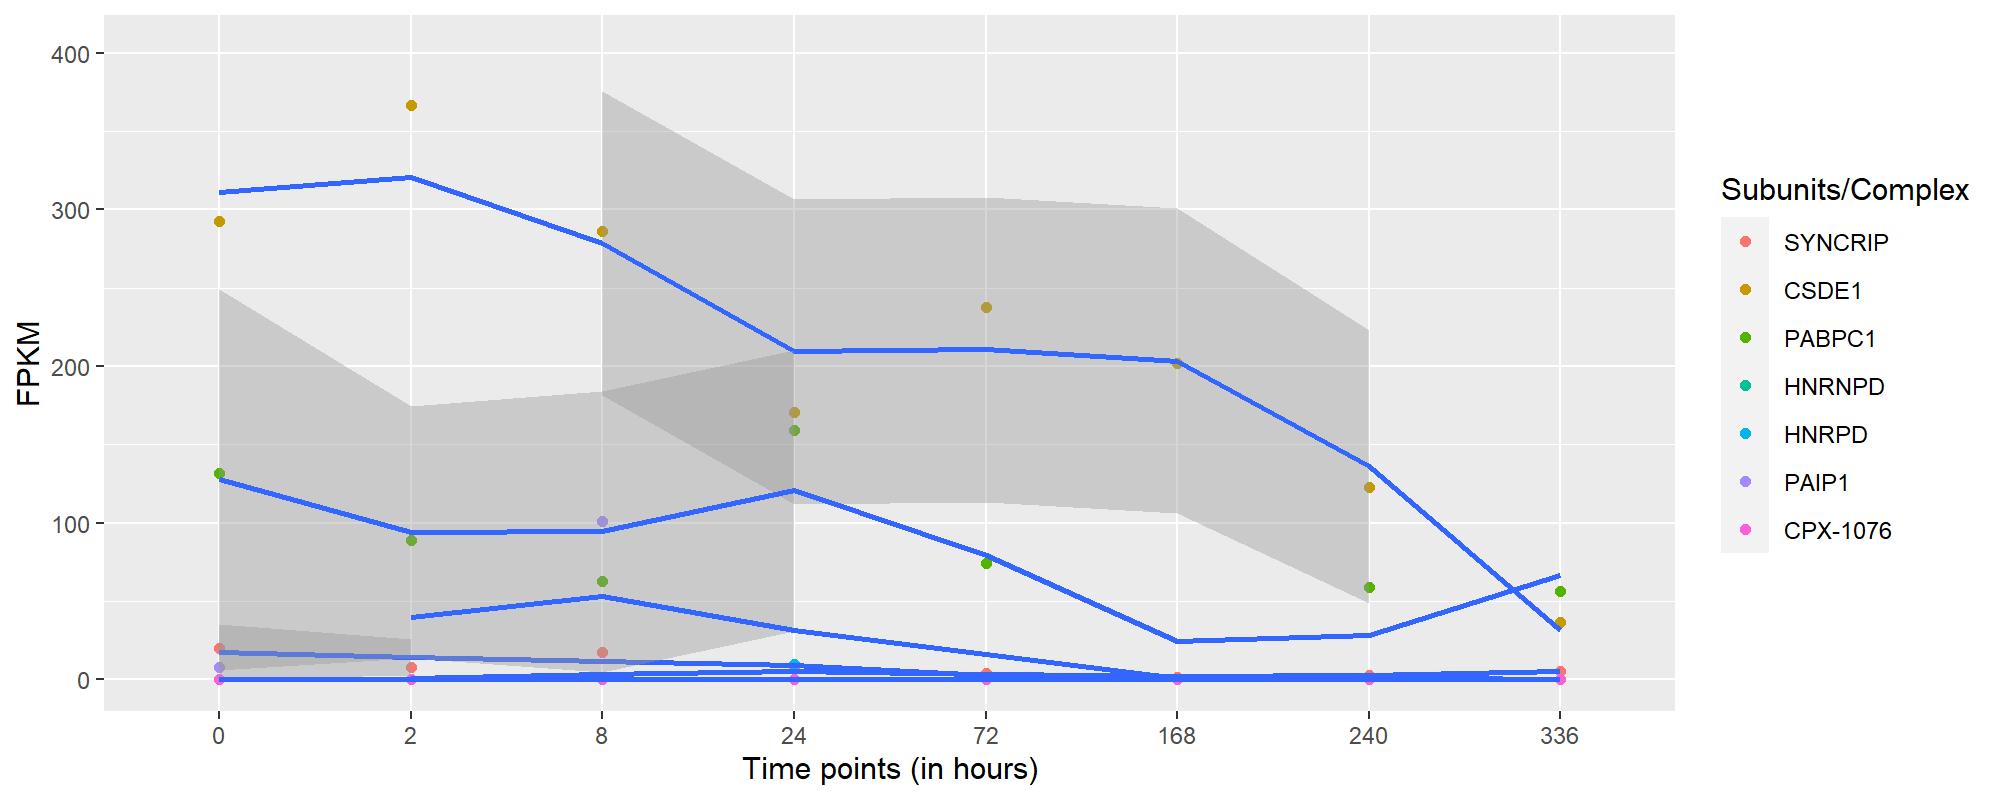 400
300
200
100
0
FPKM
0 2 8 24 72 168 240 336
Time points (in hours)
Subunits/Complex
SYNCRIP
CSDE1
PABPC1
HNRNPD
HNRPD
PAIP1
CPX-1076